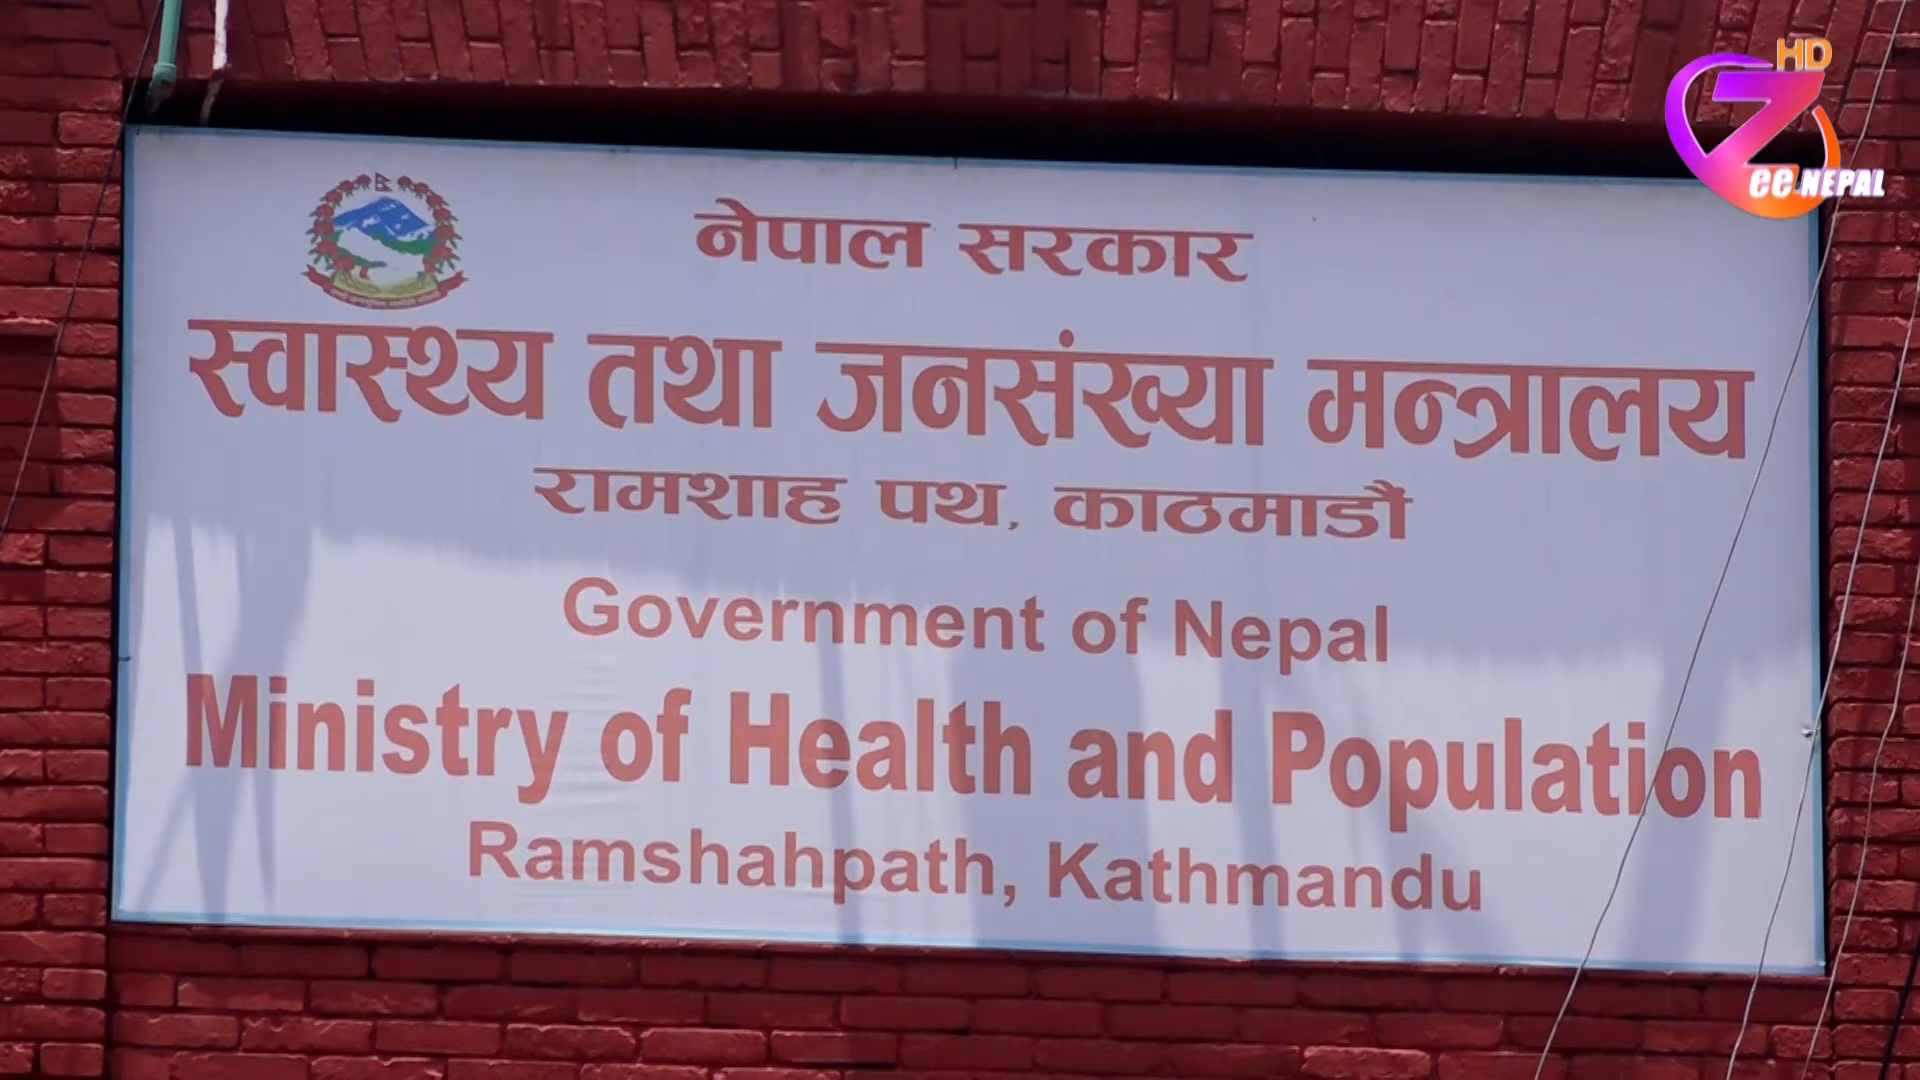 HD
Zee NEPAL
नेपाल सरकार
स्वास्थ्य तथा जनसंख्या मन्त्रालय
रामशाह पथ, काठमाडौं
Government of Nepal
Ministry of Health and Population
Ramshahpath, Kathmandu